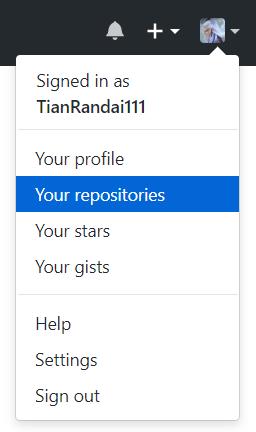 Signed in as
TianRandai111
Your profile
Your repositories
Your stars
Your gists
Help
Settings
Sign out